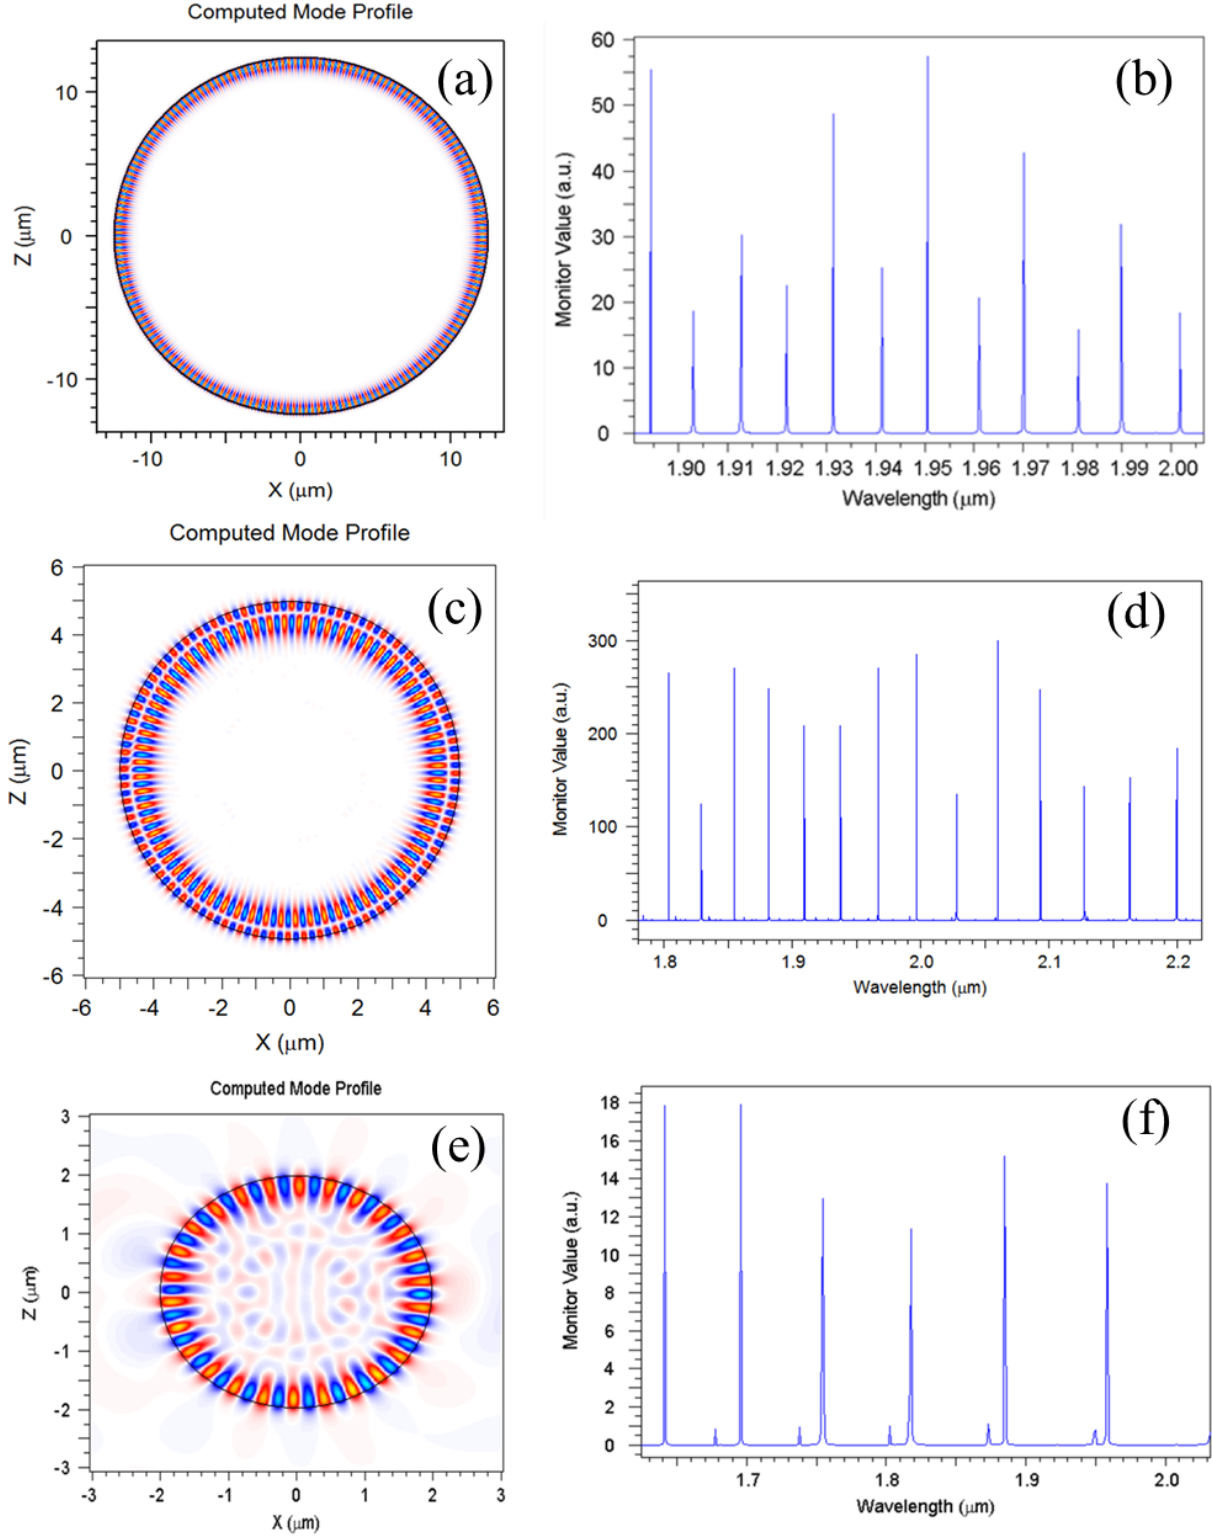 Computed Mode Profile
(a)
10
0
-10
Z (μm)
-10 0 10
X (μm)
(b)
60
50
40
30
20
10
0
Monitor Value (a.u.)
1.90 1.91 1.92 1.93 1.94 1.95 1.96 1.97 1.98 1.99 2.00
Wavelength (μm)
Computed Mode Profile
(c)
6
4
2
0
-2
-4
-6
Z (μm)
-6 -4 -2 0 2 4 6
X (μm)
(d)
300
200
100
0
Monitor Value (a.u.)
1.8 1.9 2.0 2.1 2.2
Wavelength (μm)
Computed Mode Profile
(e)
3
2
1
0
-1
-2
-3
Z (μm)
-3 -2 -1 0 1 2 3
X (μm)
(f)
18
16
14
12
10
8
6
4
2
0
Monitor Value (a.u.)
1.7 1.8 1.9 2.0
Wavelength (μm)